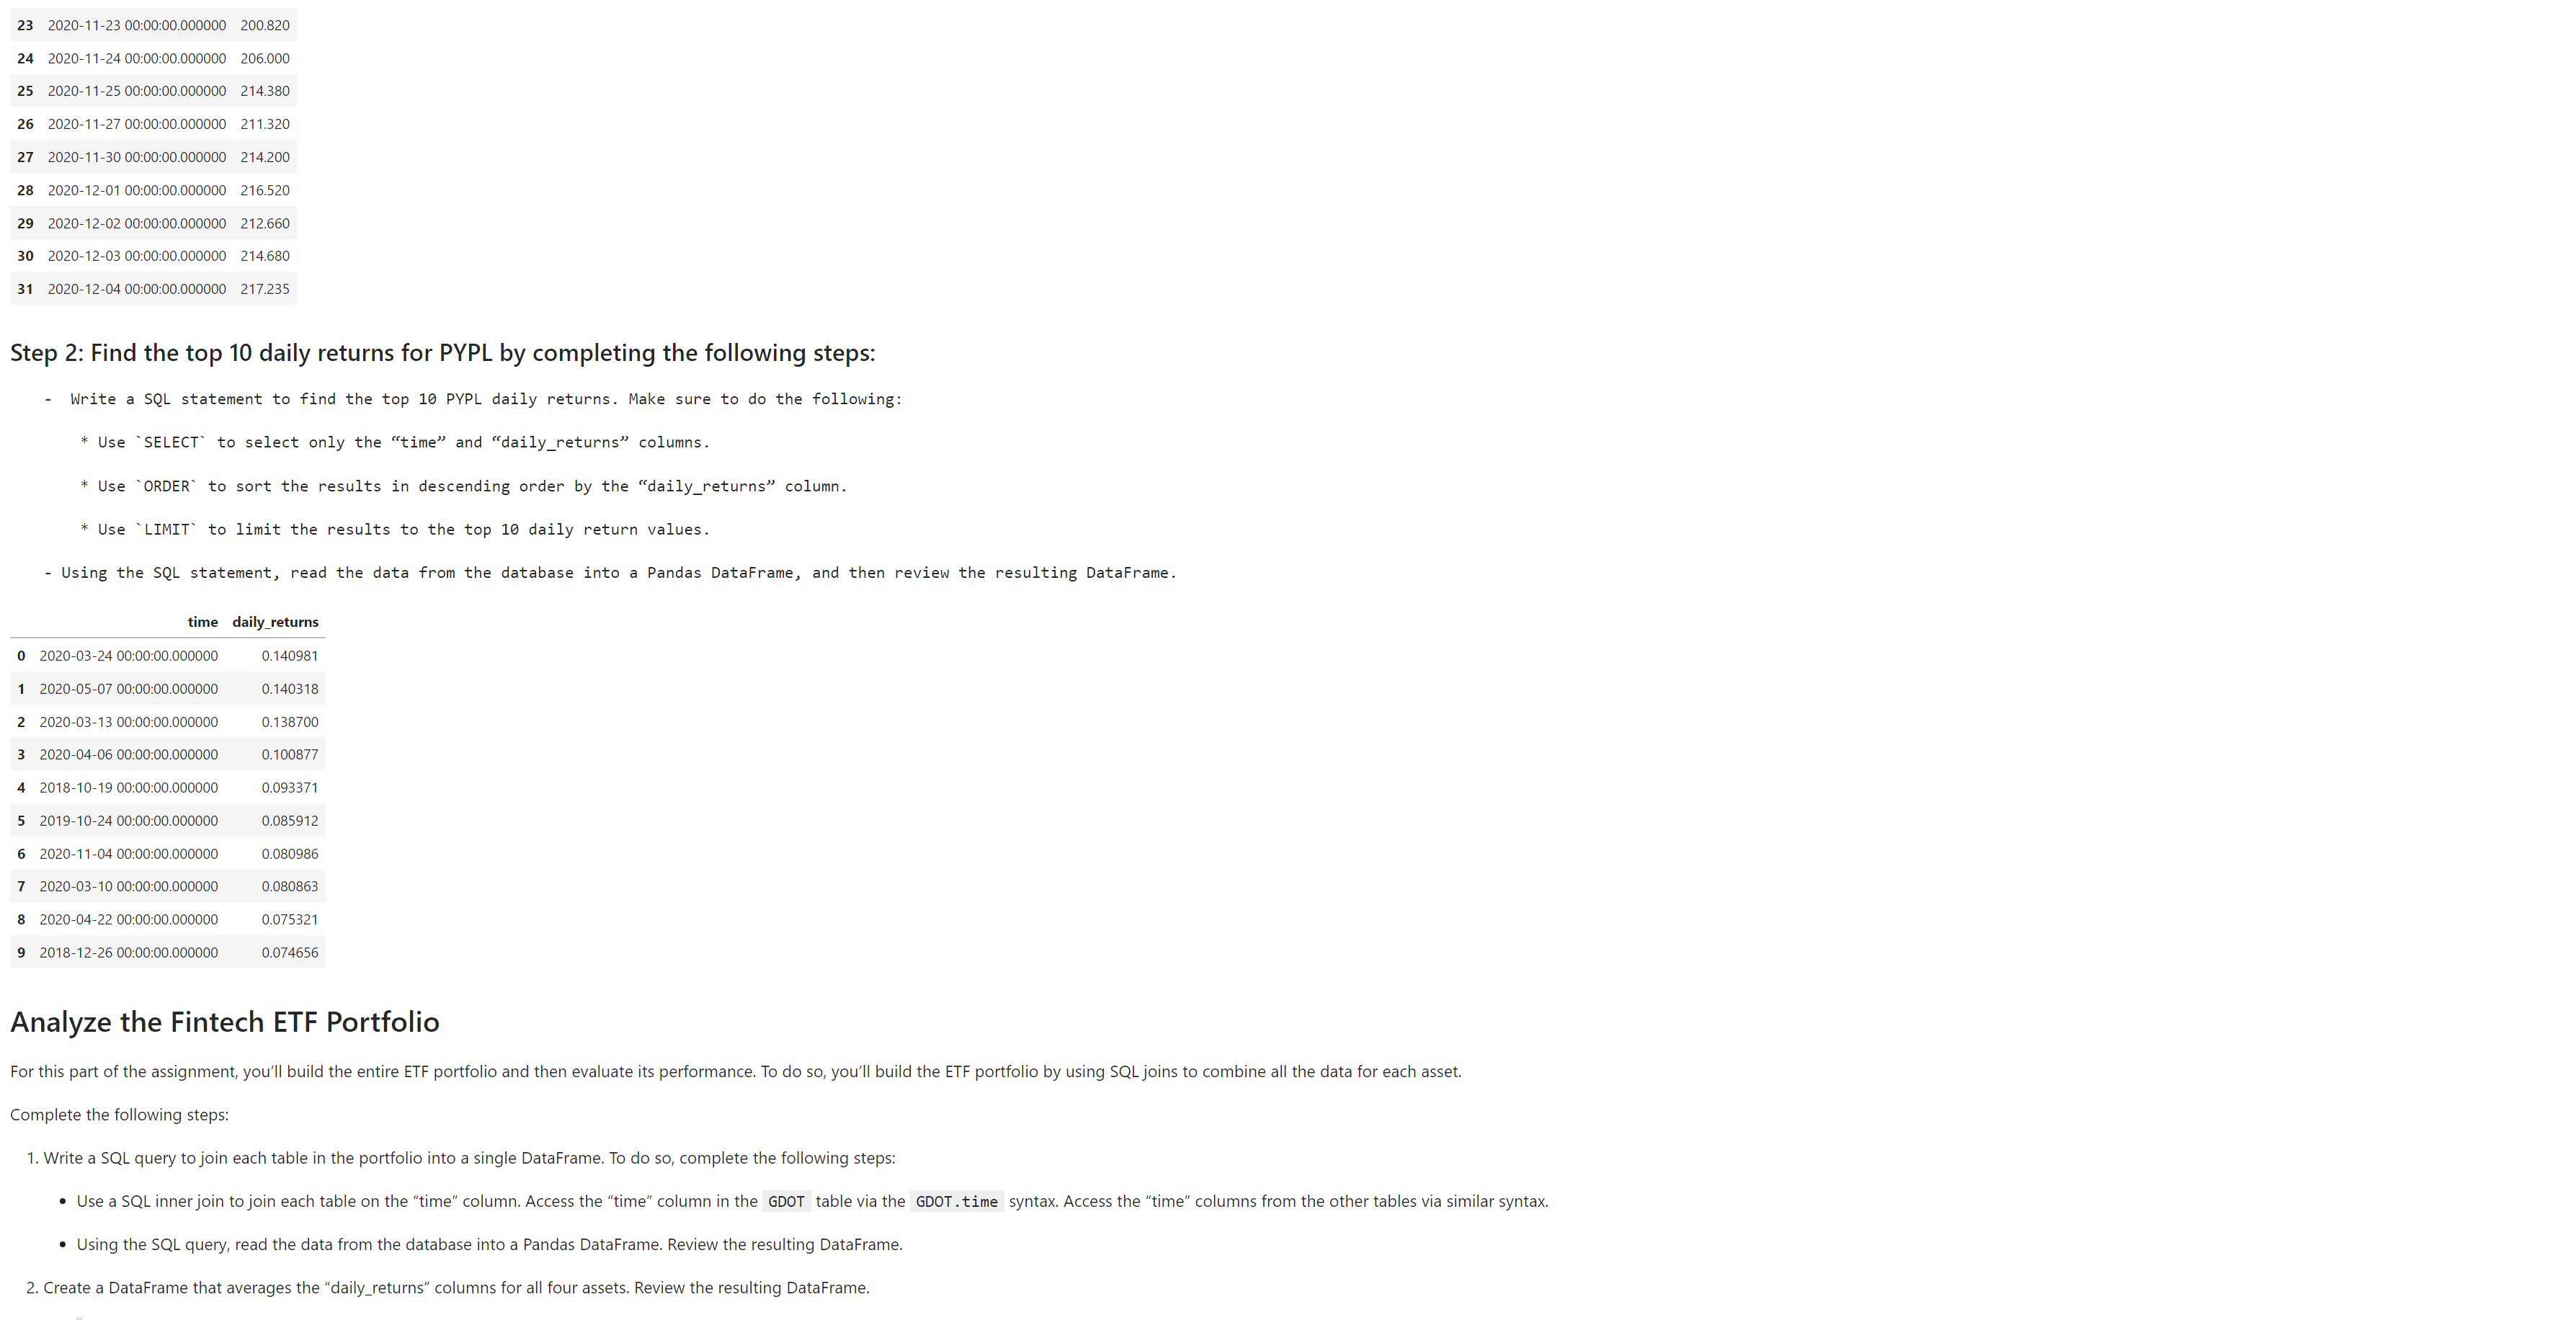 23 2020-11-23 00:00:00.000000 200.820
24 2020-11-24 00:00:00.000000 206.000
25 2020-11-25 00:00:00.000000 214.380
26 2020-11-27 00:00:00.000000 211.320
27 2020-11-30 00:00:00.000000 214.200
28 2020-12-01 00:00:00.000000 216.520
29 2020-12-02 00:00:00.000000 212.660
30 2020-12-03 00:00:00.000000 214.680
31 2020-12-04 00:00:00.000000 217.235
Step 2: Find the top 10 daily returns for PYPL by completing the following steps:
- Write a SQL statement to find the top 10 PYPL daily returns. Make sure to do the following:
* Use `SELECT` to select only the “time” and “daily_returns” columns.
* Use `ORDER` to sort the results in descending order by the “daily_returns” column.
* Use `LIMIT` to limit the results to the top 10 daily return values.
- Using the SQL statement, read the data from the database into a Pandas DataFrame, and then review the resulting DataFrame.
time daily_returns
0 2020-03-24 00:00:00.000000 0.140981
1 2020-05-07 00:00:00.000000 0.140318
2 2020-03-13 00:00:00.000000 0.138700
3 2020-04-06 00:00:00.000000 0.100877
4 2018-10-19 00:00:00.000000 0.093371
5 2019-10-24 00:00:00.000000 0.085912
6 2020-11-04 00:00:00.000000 0.080986
7 2020-03-10 00:00:00.000000 0.080863
8 2020-04-22 00:00:00.000000 0.075321
9 2018-12-26 00:00:00.000000 0.074656
Analyze the Fintech ETF Portfolio
For this part of the assignment, you’ll build the entire ETF portfolio and then evaluate its performance. To do so, you’ll build the ETF portfolio by using SQL joins to combine all the data for each asset.
Complete the following steps:
1. Write a SQL query to join each table in the portfolio into a single DataFrame. To do so, complete the following steps:
• Use a SQL inner join to join each table on the “time” column. Access the “time” column in the GDOT table via the GDOT.time syntax. Access the “time” columns from the other tables via similar syntax.
• Using the SQL query, read the data from the database into a Pandas DataFrame. Review the resulting DataFrame.
2. Create a DataFrame that averages the “daily_returns” columns for all four assets. Review the resulting DataFrame.